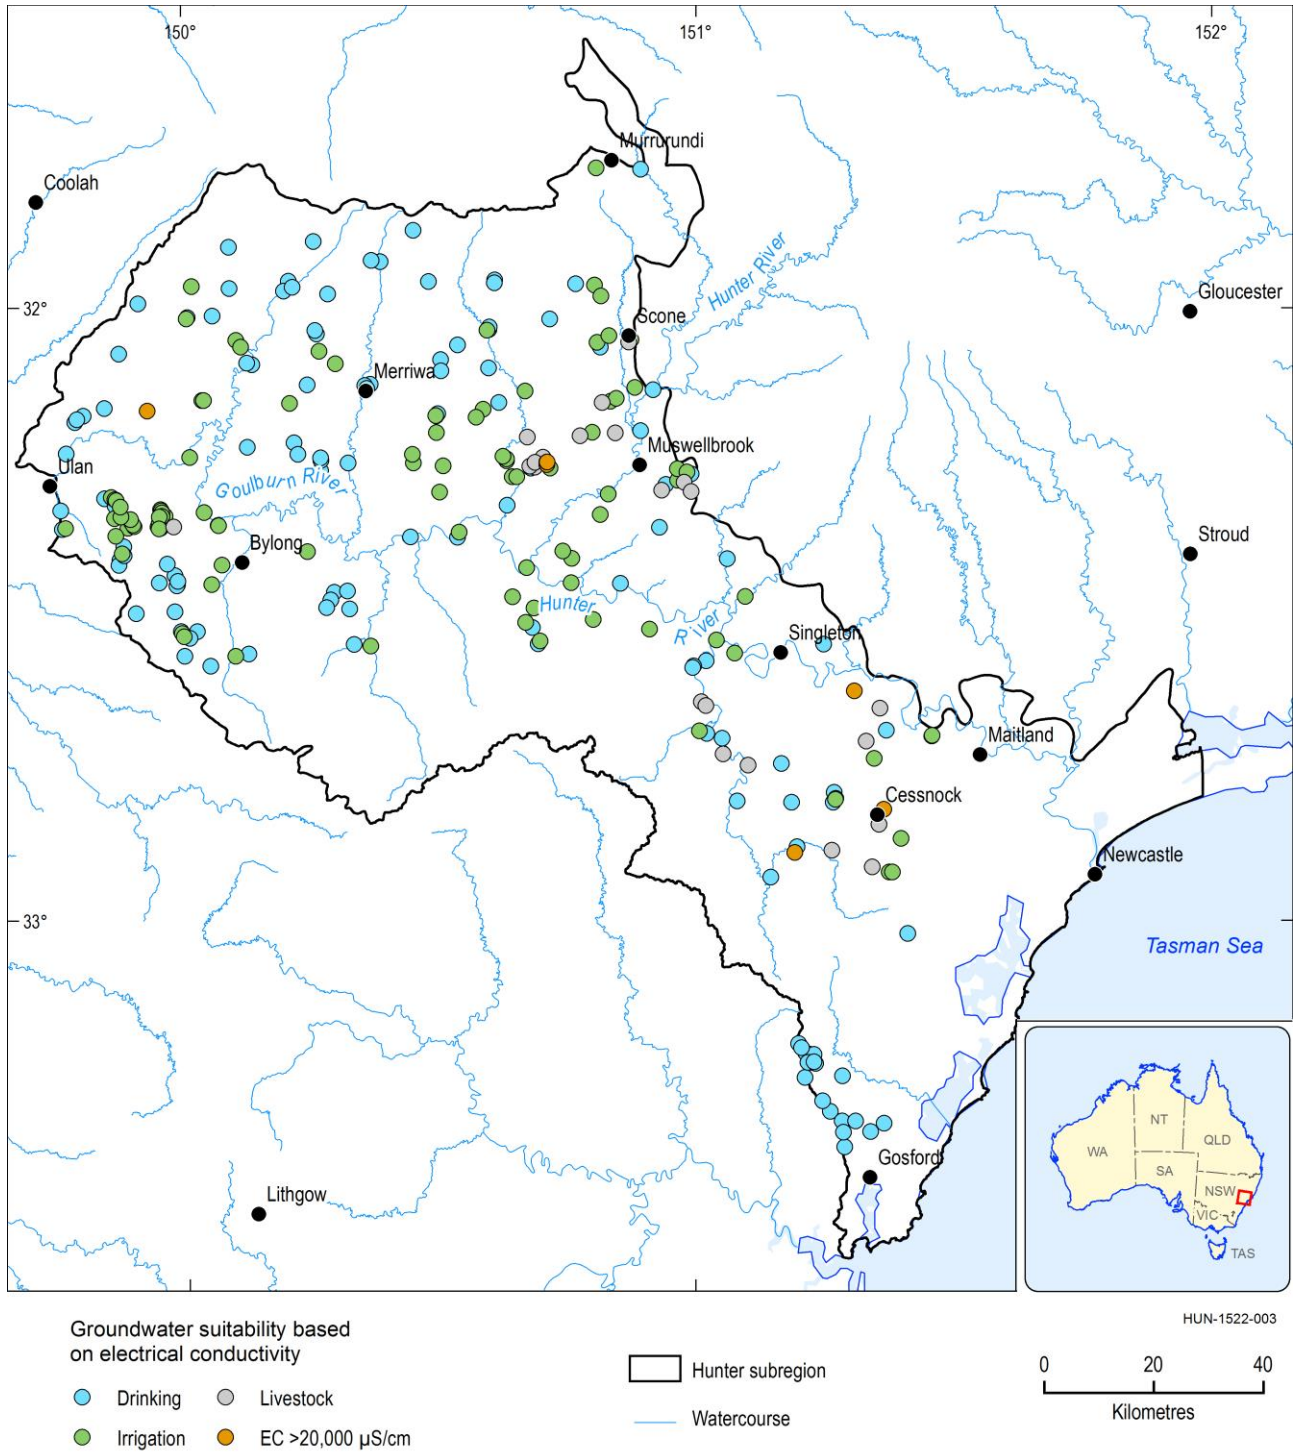 150°
151°
152°
Murrurundi
Coolah
Hunter River
Gloucester
32°
Scone
Merriwa
Muswellbrook
Ulan
Goulburn River
Stroud
Bylong
Hunter
River
Singleton
Maitland
Cessnock
Newcastle
33°
Tasman Sea
Gosford
Lithgow
NT
WA
QLD
SA
NSW
VIC
TAS
HUN-1522-003
Groundwater suitability based
on electrical conductivity
Drinking
Livestock
Irrigation
EC >20,000 µS/cm
Hunter subregion
Watercourse
0 20 40
Kilometres